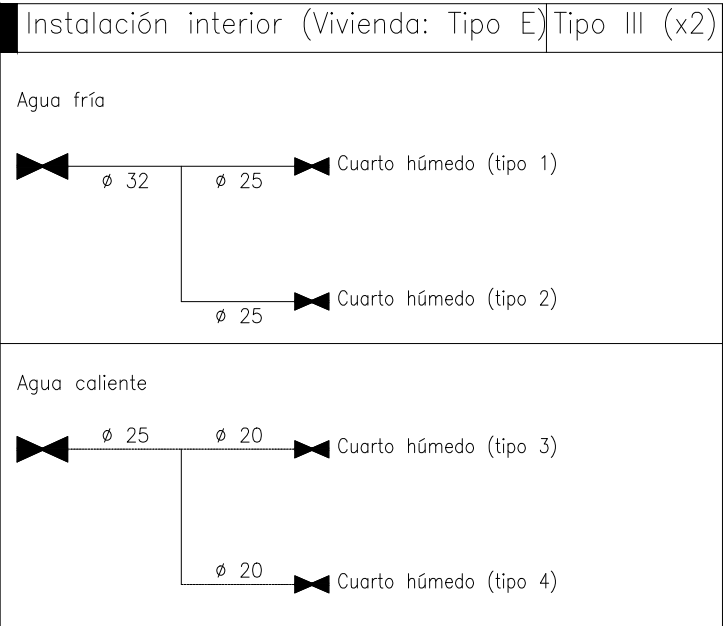 Instalación interior (Vivienda: Tipo E) Tipo III (x2)
Agua fría
Cuarto húmedo (tipo 1)
ø 32 ø 25
Cuarto húmedo (tipo 2)
ø 25
Agua caliente
ø 25 ø 20
Cuarto húmedo (tipo 3)
ø 20
Cuarto húmedo (tipo 4)